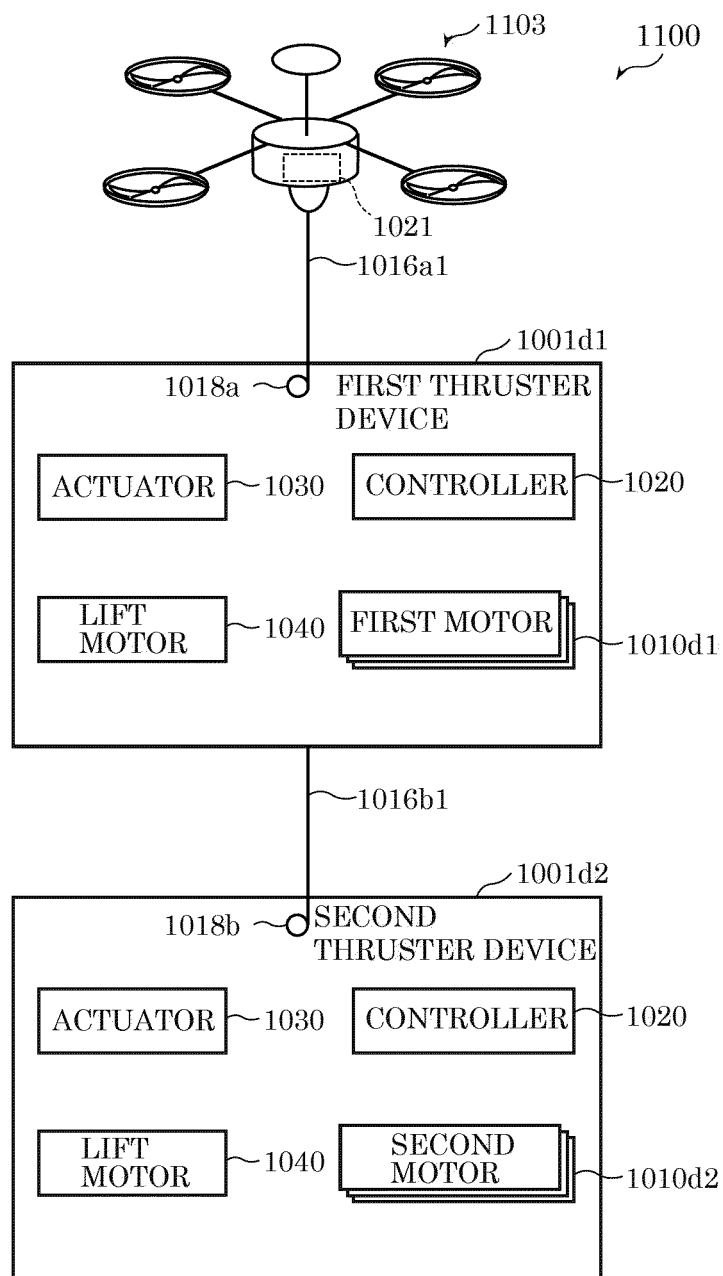 1103
1100
1021
1016a1
1001d1
1018a
FIRST THRUSTER
DEVICE
ACTUATOR
1030
CONTROLLER
1020
LIFT
MOTOR
1040
FIRST MOTOR
1010d1
1016b1
1001d2
1018b
SECOND
THRUSTER DEVICE
ACTUATOR
1030
CONTROLLER
1020
LIFT
MOTOR
1040
SECOND
MOTOR
1010d2